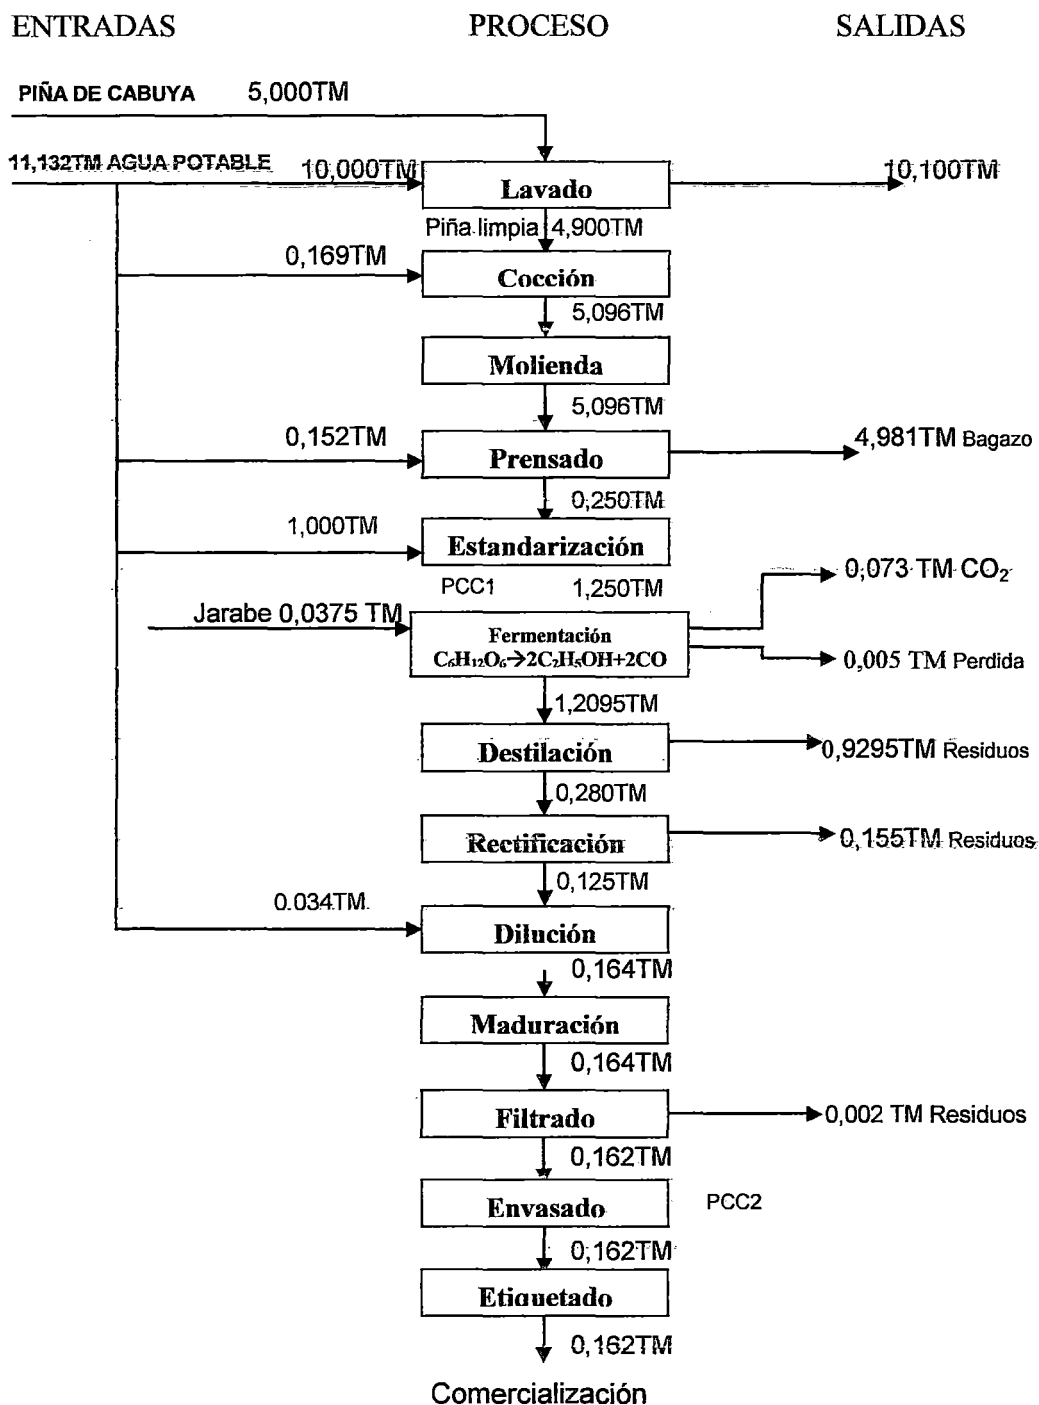 ENTRADAS PROCESO SALIDAS
PIÑA DE CABUYA 5,000TM
11,132TM AGUA POTABLE 10,000TM
Lavado
10,100TM
Piña limpia 4,900TM
0,169TM
Cocción
5,096TM
Molienda
5,096TM
0,152TM
Prensado
4,981TM Bagazo
0,250TM
1,000TM
Estandarización
PCC1 1,250TM
0,073 TM CO₂
Jarabe 0,0375 TM
Fermentación
C₆H₁₂O₆→2C₂H₅OH+2CO
0,005 TM Perdida
1,2095TM
Destilación
0,9295TM Residuos
0,280TM
Rectificación
0,155TM Residuos
0,125TM
0.034TM.
Dilución
0,164TM
Maduración
0,164TM
Filtrado
0,002 TM Residuos
0,162TM
Envasado
PCC2
0,162TM
Etiquetado
0,162TM
Comercialización